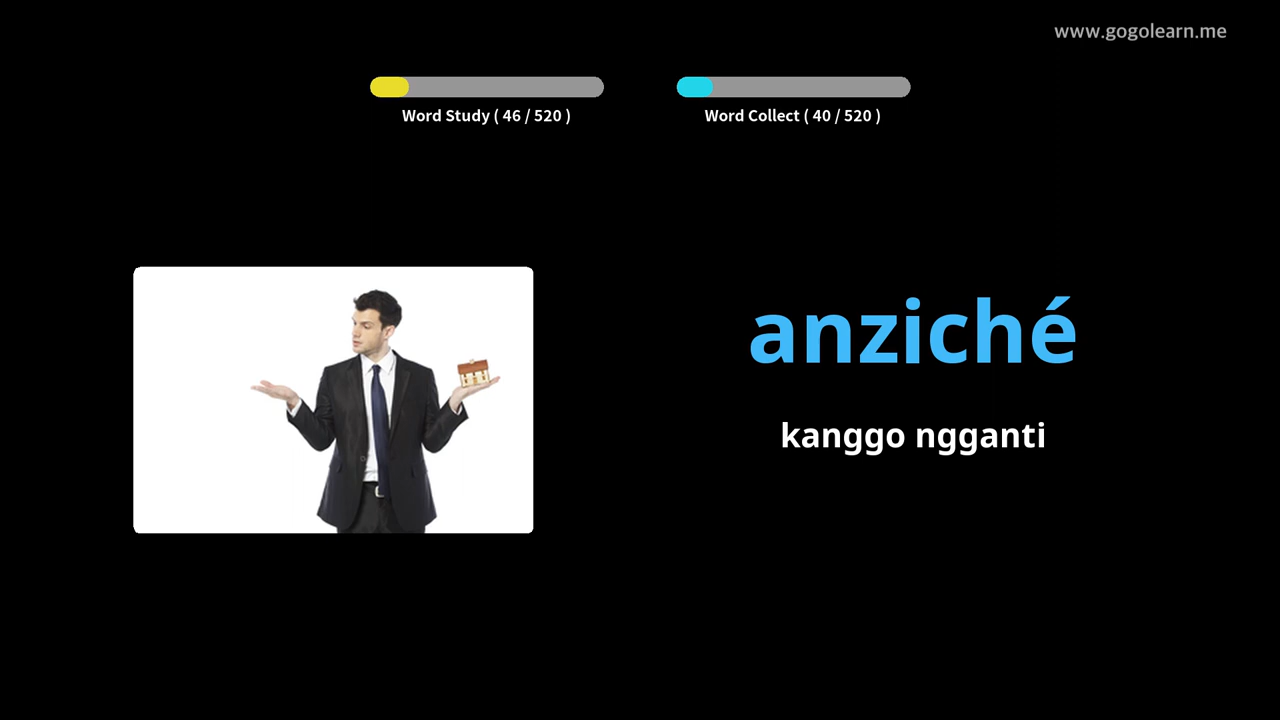 www.gogolearn.me
Word Study ( 46 / 520 )
Word Collect ( 40 / 520 )
anziché
kanggo ngganti